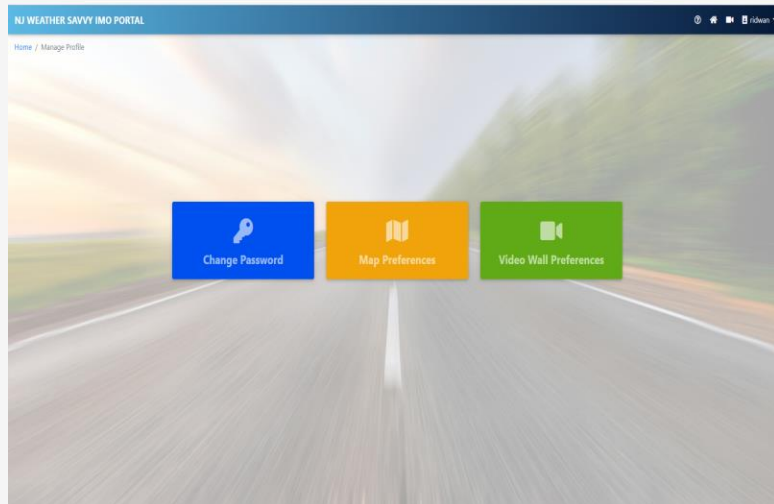 NJ WEATHER SAVVY IMO PORTAL
ridwan
Home / Manage Profile
Change Password
Map Preferences
Video Wall Preferences